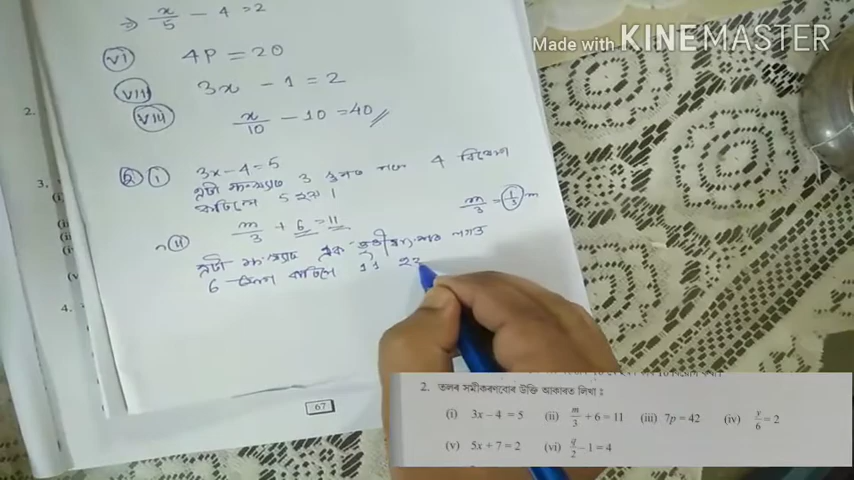 Made with KINEMASTER
⇒ x/5 - 4 = 2
(vi) 4P = 20
(vii) 3x - 1 = 2
(viii) x/10 - 10 = 40
2.
3.
4.
(i) 3x - 4 = 5
3 4 বিয়োগ
কৰিলে 5 হয়।
(ii) m/3 + 6 = 11 m/3 = 1/3 m
এটা সংখ্যাৰ এক তৃতীয়াংশৰ লগত
6 যোগ কৰিলে 11 হয়
67
2. তলৰ সমীকৰণবোৰ উক্তি আকাৰত লিখা :
(i) 3x – 4 = 5 (ii) m/3 + 6 = 11 (iii) 7p = 42 (iv) y/6 = 2
(v) 5x + 7 = 2 (vi) q/2 – 1 = 4